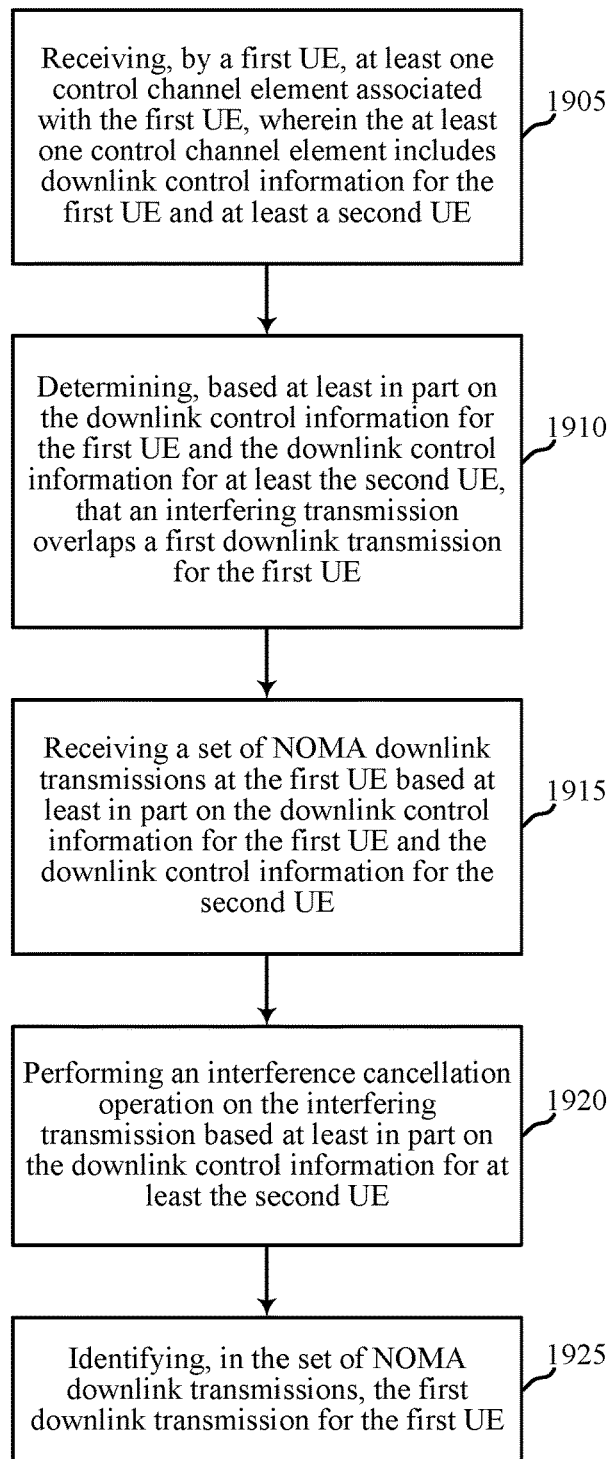 Receiving, by a first UE, at least one
control channel element associated
with the first UE, wherein the at least
one control channel element includes
downlink control information for the
first UE and at least a second UE
1905
Determining, based at least in part on
the downlink control information for
the first UE and the downlink control
information for at least the second UE,
that an interfering transmission
overlaps a first downlink transmission
for the first UE
1910
Receiving a set of NOMA downlink
transmissions at the first UE based at
least in part on the downlink control
information for the first UE and the
downlink control information for the
second UE
1915
Performing an interference cancellation
operation on the interfering
transmission based at least in part on
the downlink control information for at
least the second UE
1920
Identifying, in the set of NOMA
downlink transmissions, the first
downlink transmission for the first UE
1925